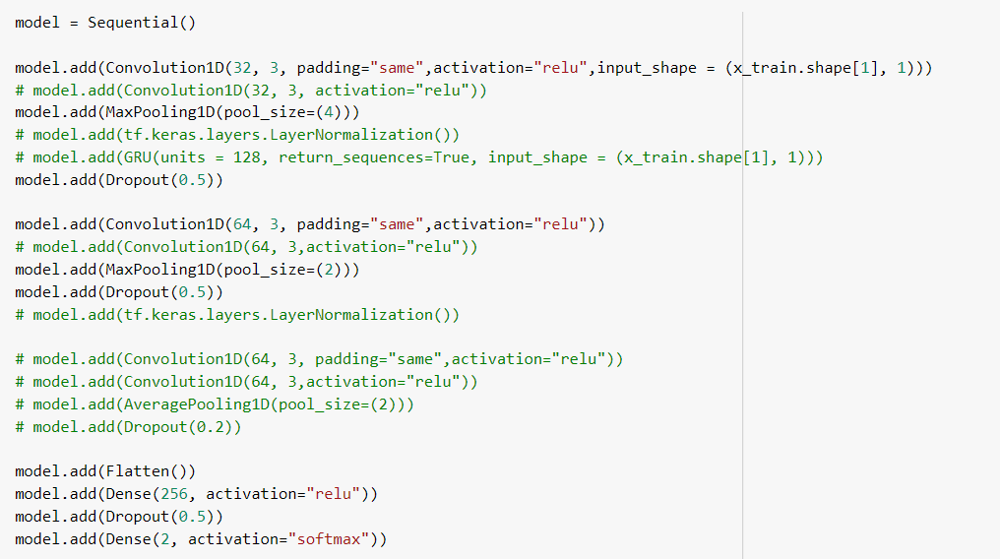 model = Sequential()
model.add(Convolution1D(32, 3, padding="same",activation="relu",input_shape = (x_train.shape[1], 1)))
# model.add(Convolution1D(32, 3, activation="relu"))
model.add(MaxPooling1D(pool_size=(4)))
# model.add(tf.keras.layers.LayerNormalization())
# model.add(GRU(units = 128, return_sequences=True, input_shape = (x_train.shape[1], 1)))
model.add(Dropout(0.5))
model.add(Convolution1D(64, 3, padding="same",activation="relu"))
# model.add(Convolution1D(64, 3,activation="relu"))
model.add(MaxPooling1D(pool_size=(2)))
model.add(Dropout(0.5))
# model.add(tf.keras.layers.LayerNormalization())
# model.add(Convolution1D(64, 3, padding="same",activation="relu"))
# model.add(Convolution1D(64, 3,activation="relu"))
# model.add(AveragePooling1D(pool_size=(2)))
# model.add(Dropout(0.2))
model.add(Flatten())
model.add(Dense(256, activation="relu"))
model.add(Dropout(0.5))
model.add(Dense(2, activation="softmax"))